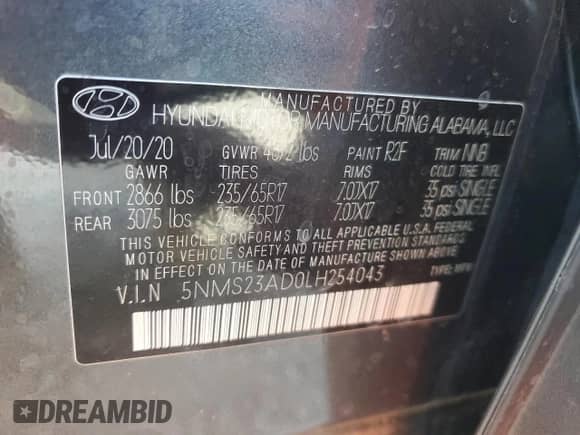 MANUFACTURED BY
HYUNDAI MOTOR MANUFACTURING ALABAMA, LLC
Jul/20/20 GVWR lbs PAINT R2F TRIM NNB
GAWR TIRES RIMS COLD TIRE INFL
FRONT 2866 lbs 235/65R17 7.0JX17 35 psi SINGLE
REAR 3075 lbs 235/65R17 7.0JX17 35 psi SINGLE
THIS VEHICLE CONFORMS TO ALL APPLICABLE U.S.A. FEDERAL
MOTOR VEHICLE SAFETY AND THEFT PREVENTION STANDARDS
IN EFFECT ON THE DATE OF MANUFACTURE SHOWN ABOVE
V.I.N 5NMS23AD0LH254043 TYPE: MPV
DREAMBID